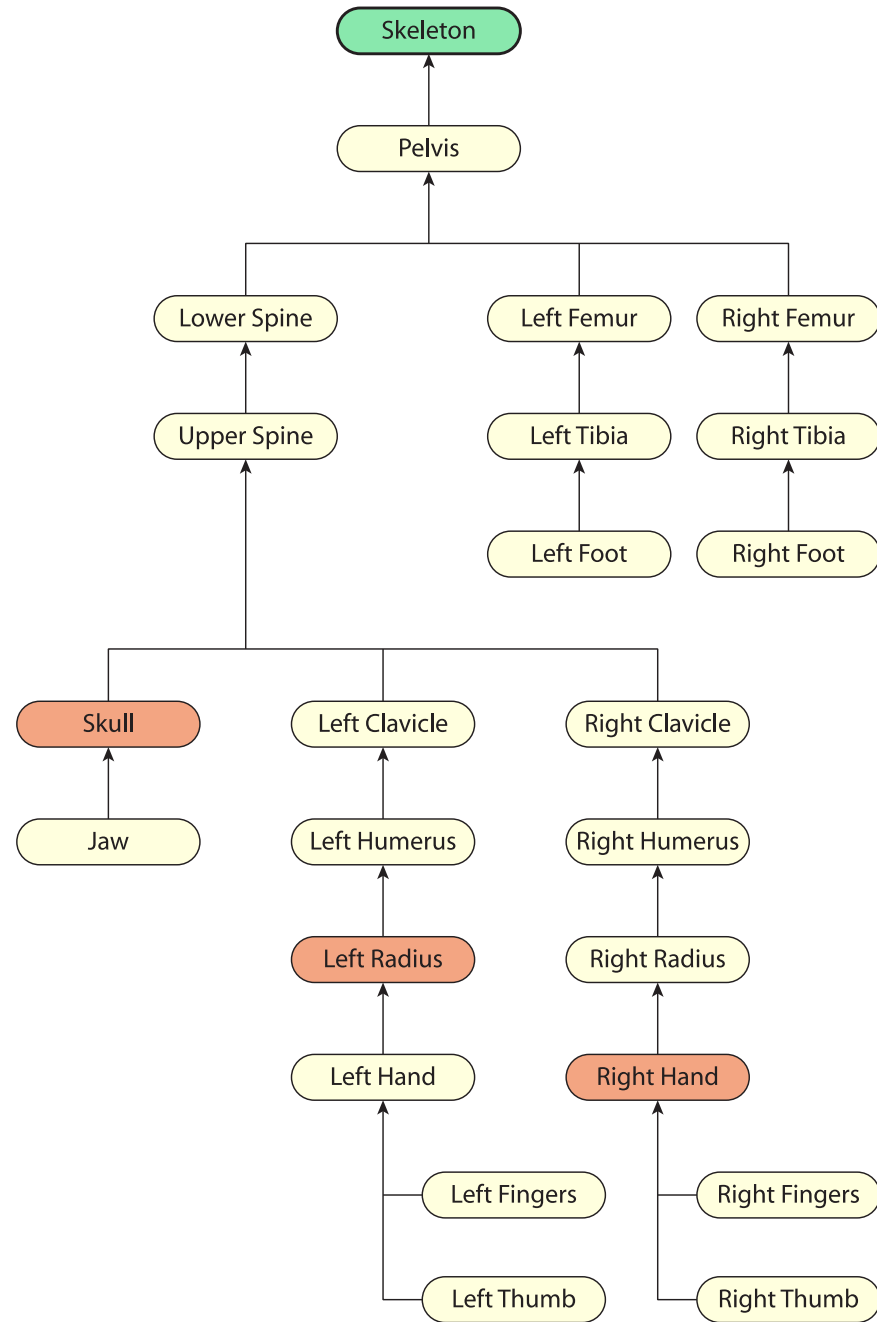 Skeleton
Pelvis
Lower Spine
Left Femur
Right Femur
Upper Spine
Left Tibia
Right Tibia
Left Foot
Right Foot
Skull
Left Clavicle
Right Clavicle
Jaw
Left Humerus
Right Humerus
Left Radius
Right Radius
Left Hand
Right Hand
Left Fingers
Right Fingers
Left Thumb
Right Thumb